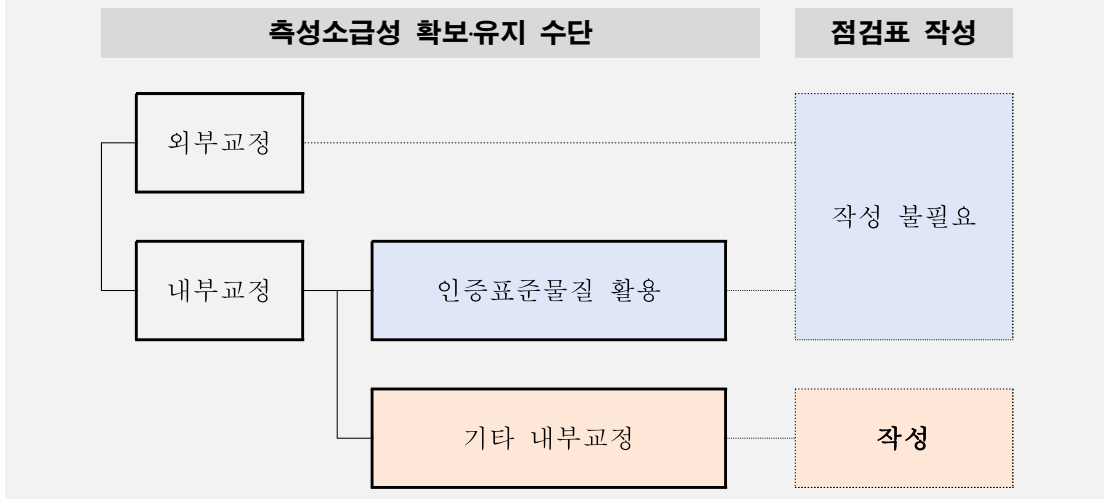 측성소급성 확보·유지 수단
점검표 작성
외부교정
작성 불필요
내부교정
인증표준물질 활용
기타 내부교정
작성